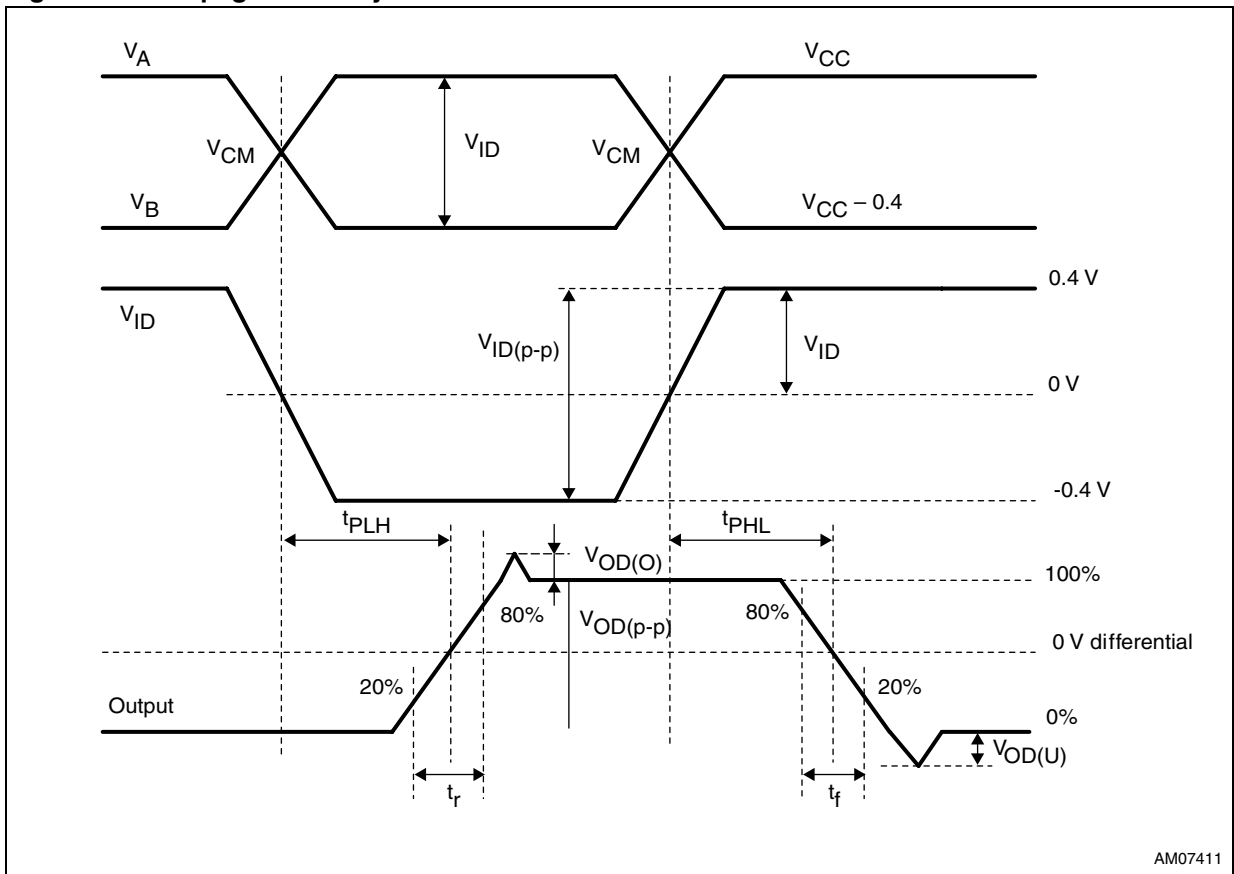 V_A V_CC
V_CM V_ID V_CM
V_B V_CC – 0.4
0.4 V
V_ID
V_ID(p-p) V_ID
0 V
-0.4 V
t_PLH t_PHL
V_OD(O)
100%
80% V_OD(p-p) 80%
0 V differential
20% 20%
Output 0%
V_OD(U)
t_r t_f
AM07411